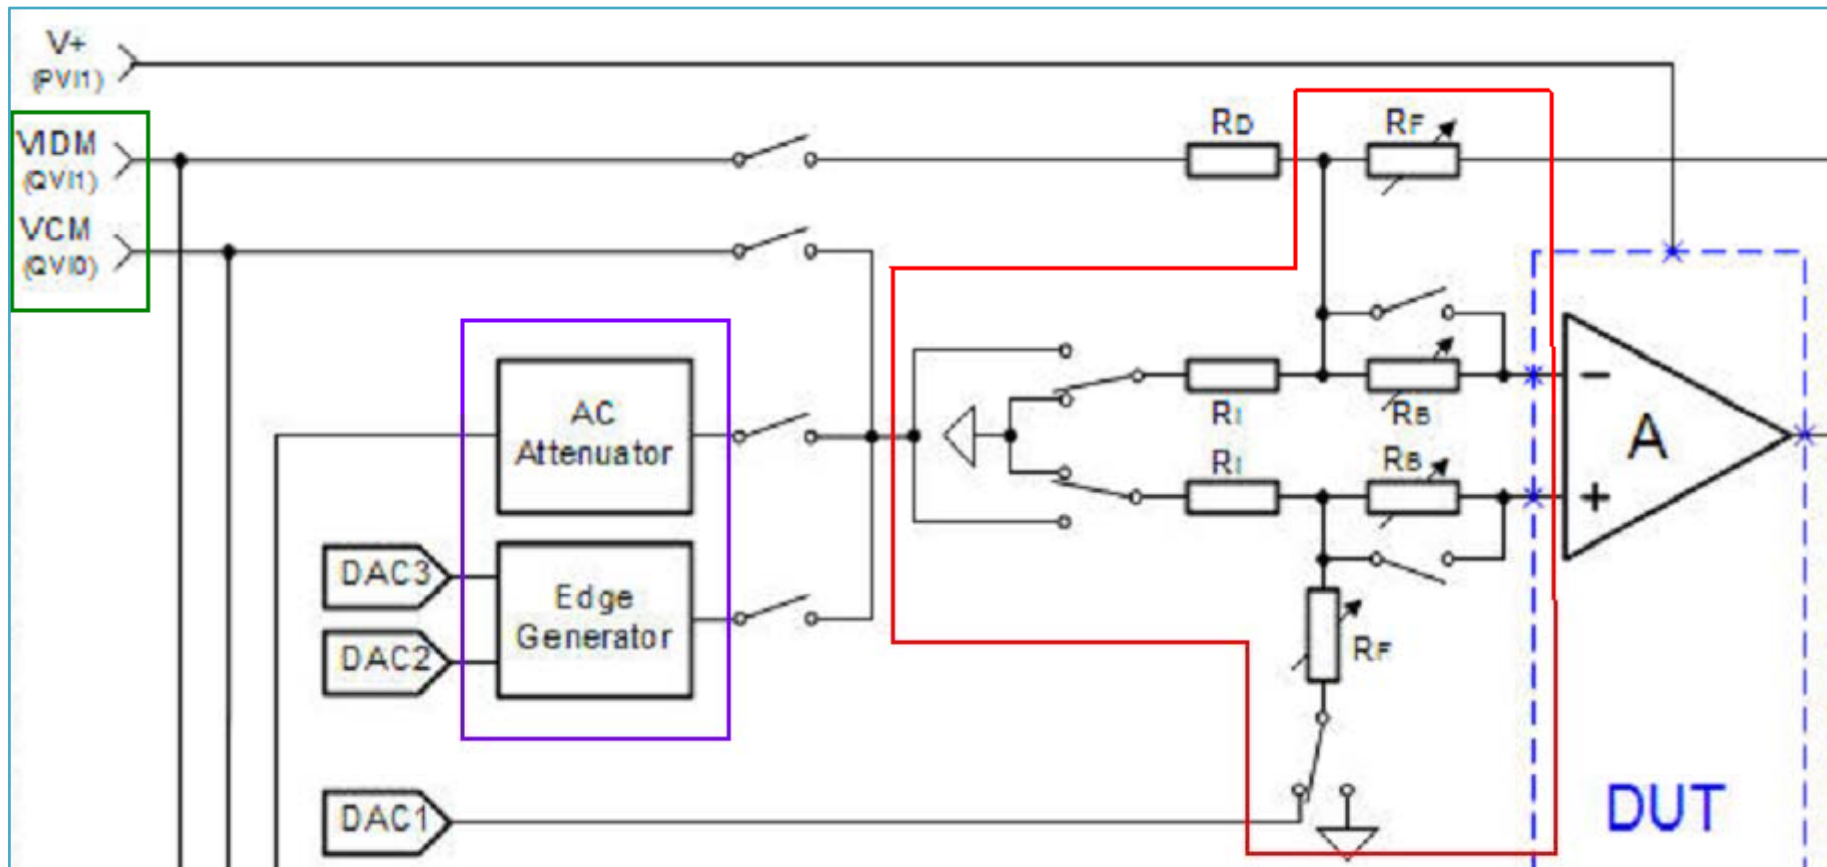 V+
(PVI1)
VIDM
(QVI1)
VCM
(QVI0)
RD
RF
AC
Attenuator
RI
RB
RI
RB
A
−
+
DAC3
DAC2
Edge
Generator
RF
DAC1
DUT